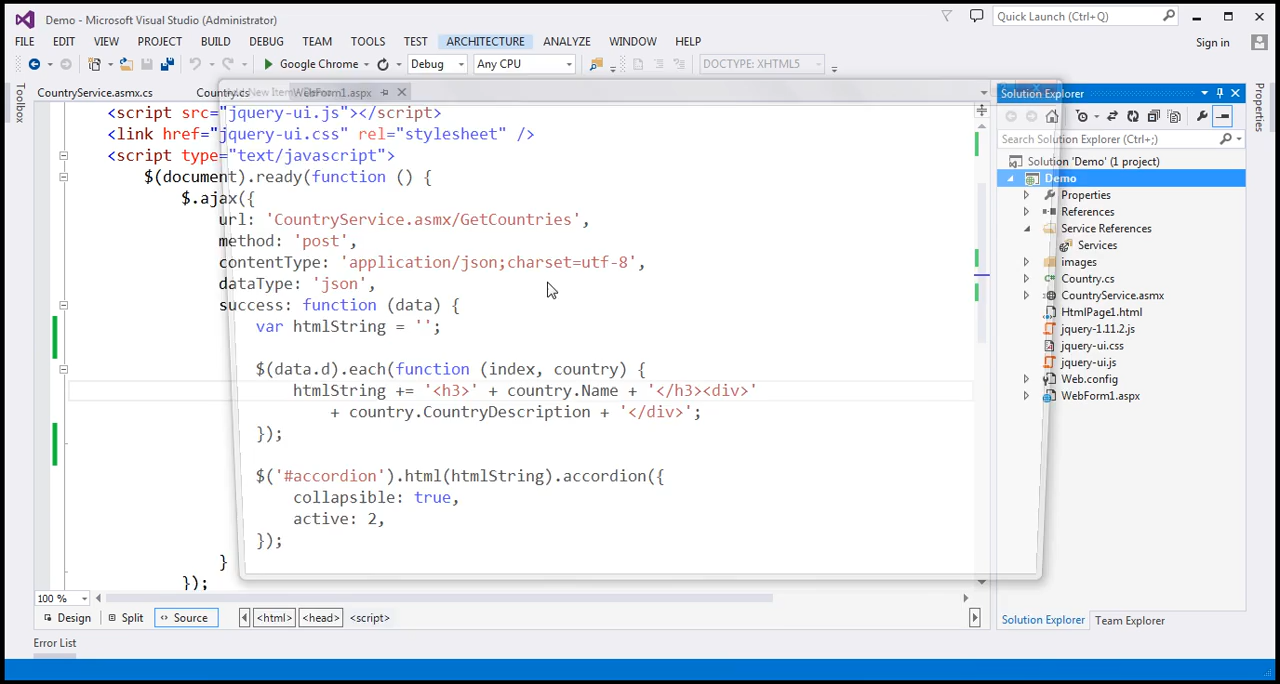 Demo - Microsoft Visual Studio (Administrator)
Quick Launch (Ctrl+Q)
FILE EDIT VIEW PROJECT BUILD DEBUG TEAM TOOLS TEST ARCHITECTURE ANALYZE WINDOW HELP
Sign in
Google Chrome Debug Any CPU DOCTYPE: XHTML5
Toolbox
CountryService.asmx.cs Country.cs WebForm1.aspx
Add New Item
<script src="jquery-ui.js"></script>
<link href="jquery-ui.css" rel="stylesheet" />
<script type="text/javascript">
$(document).ready(function () {
$.ajax({
url: 'CountryService.asmx/GetCountries',
method: 'post',
contentType: 'application/json;charset=utf-8',
dataType: 'json',
success: function (data) {
var htmlString = '';
$(data.d).each(function (index, country) {
htmlString += '<h3>' + country.Name + '</h3><div>'
+ country.CountryDescription + '</div>';
});
$('#accordion').html(htmlString).accordion({
collapsible: true,
active: 2,
});
}
});
100 %
Design Split Source <html> <head> <script>
Error List
Solution Explorer
Search Solution Explorer (Ctrl+;)
Solution 'Demo' (1 project)
Demo
Properties
References
Service References
Services
images
Country.cs
CountryService.asmx
HtmlPage1.html
jquery-1.11.2.js
jquery-ui.css
jquery-ui.js
Web.config
WebForm1.aspx
Solution Explorer Team Explorer
Properties